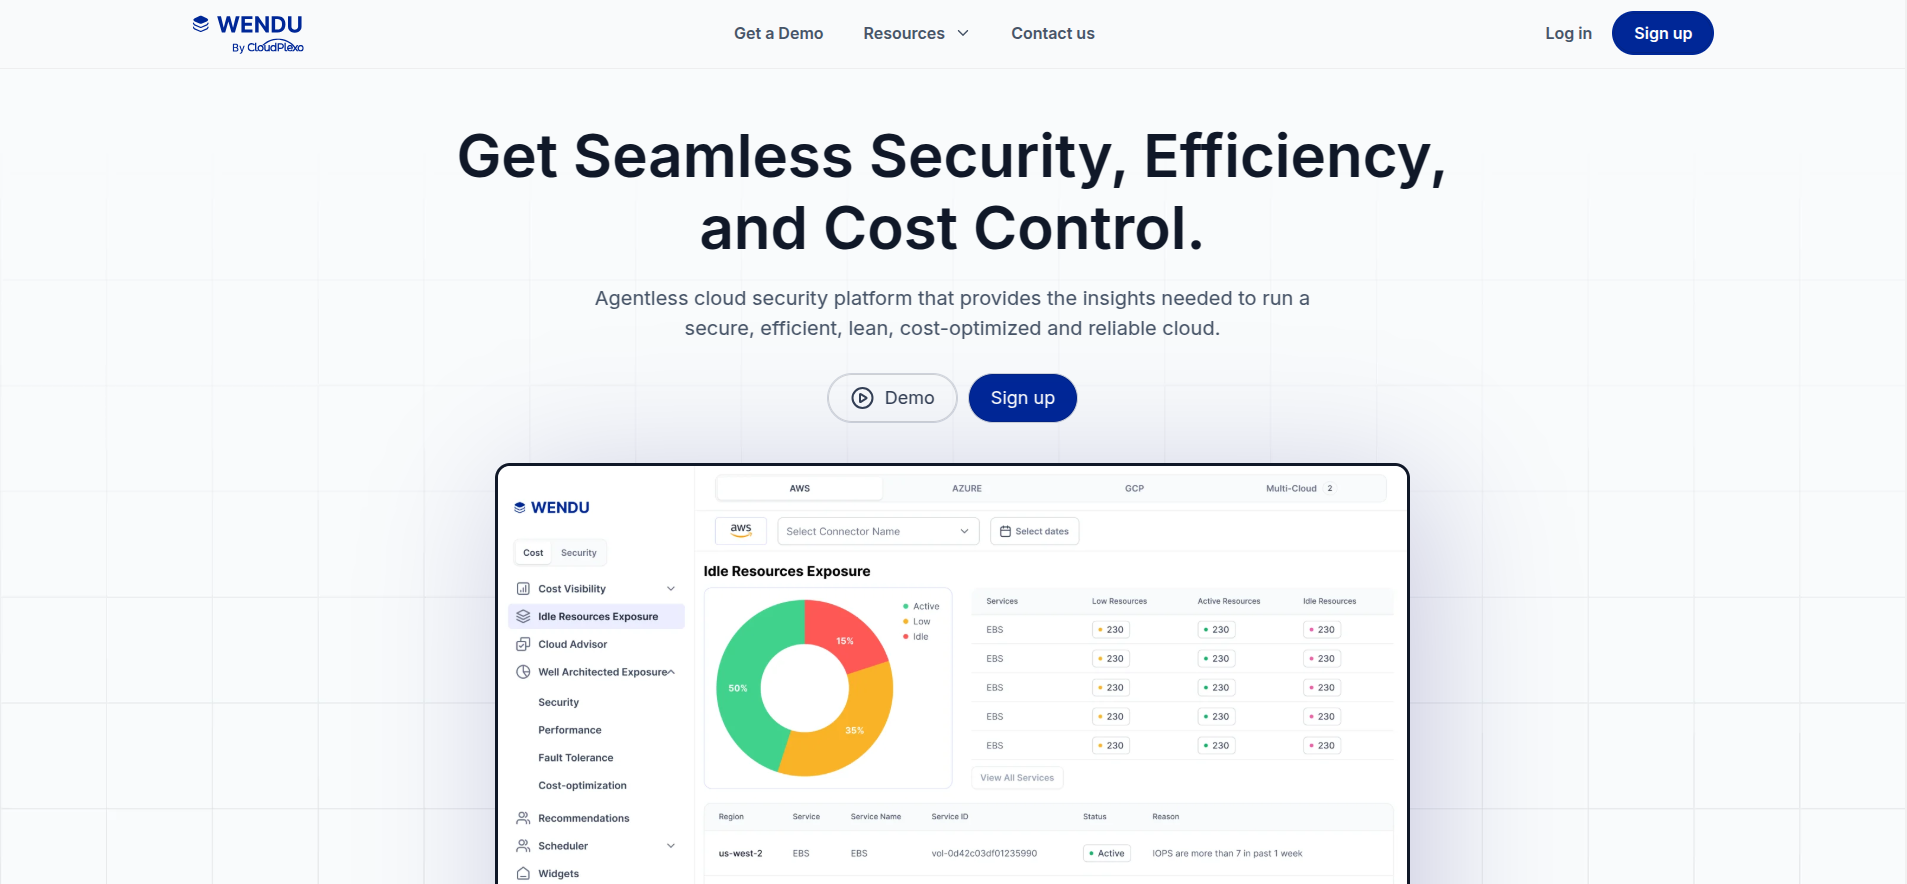 WENDU
By CloudPlexo
Get a Demo
Resources
Contact us
Log in
Sign up
Get Seamless Security, Efficiency,
and Cost Control.
Agentless cloud security platform that provides the insights needed to run a
secure, efficient, lean, cost-optimized and reliable cloud.
Demo
Sign up
WENDU
Cost Security
Cost Visibility
Idle Resources Exposure
Cloud Advisor
Well Architected Exposure
Security
Performance
Fault Tolerance
Cost-optimization
Recommendations
Scheduler
Widgets
AWS AZURE GCP Multi-Cloud 2
aws Select Connector Name Select dates
Idle Resources Exposure
Active
Low
Idle
15%
50%
35%
Services Low Resources Active Resources Idle Resources
EBS 230 230 230
EBS 230 230 230
EBS 230 230 230
EBS 230 230 230
EBS 230 230 230
View All Services
Region Service Service Name Service ID Status Reason
us-west-2 EBS EBS vol-0d42c03df01235990 Active IOPS are more than 7 in past 1 week